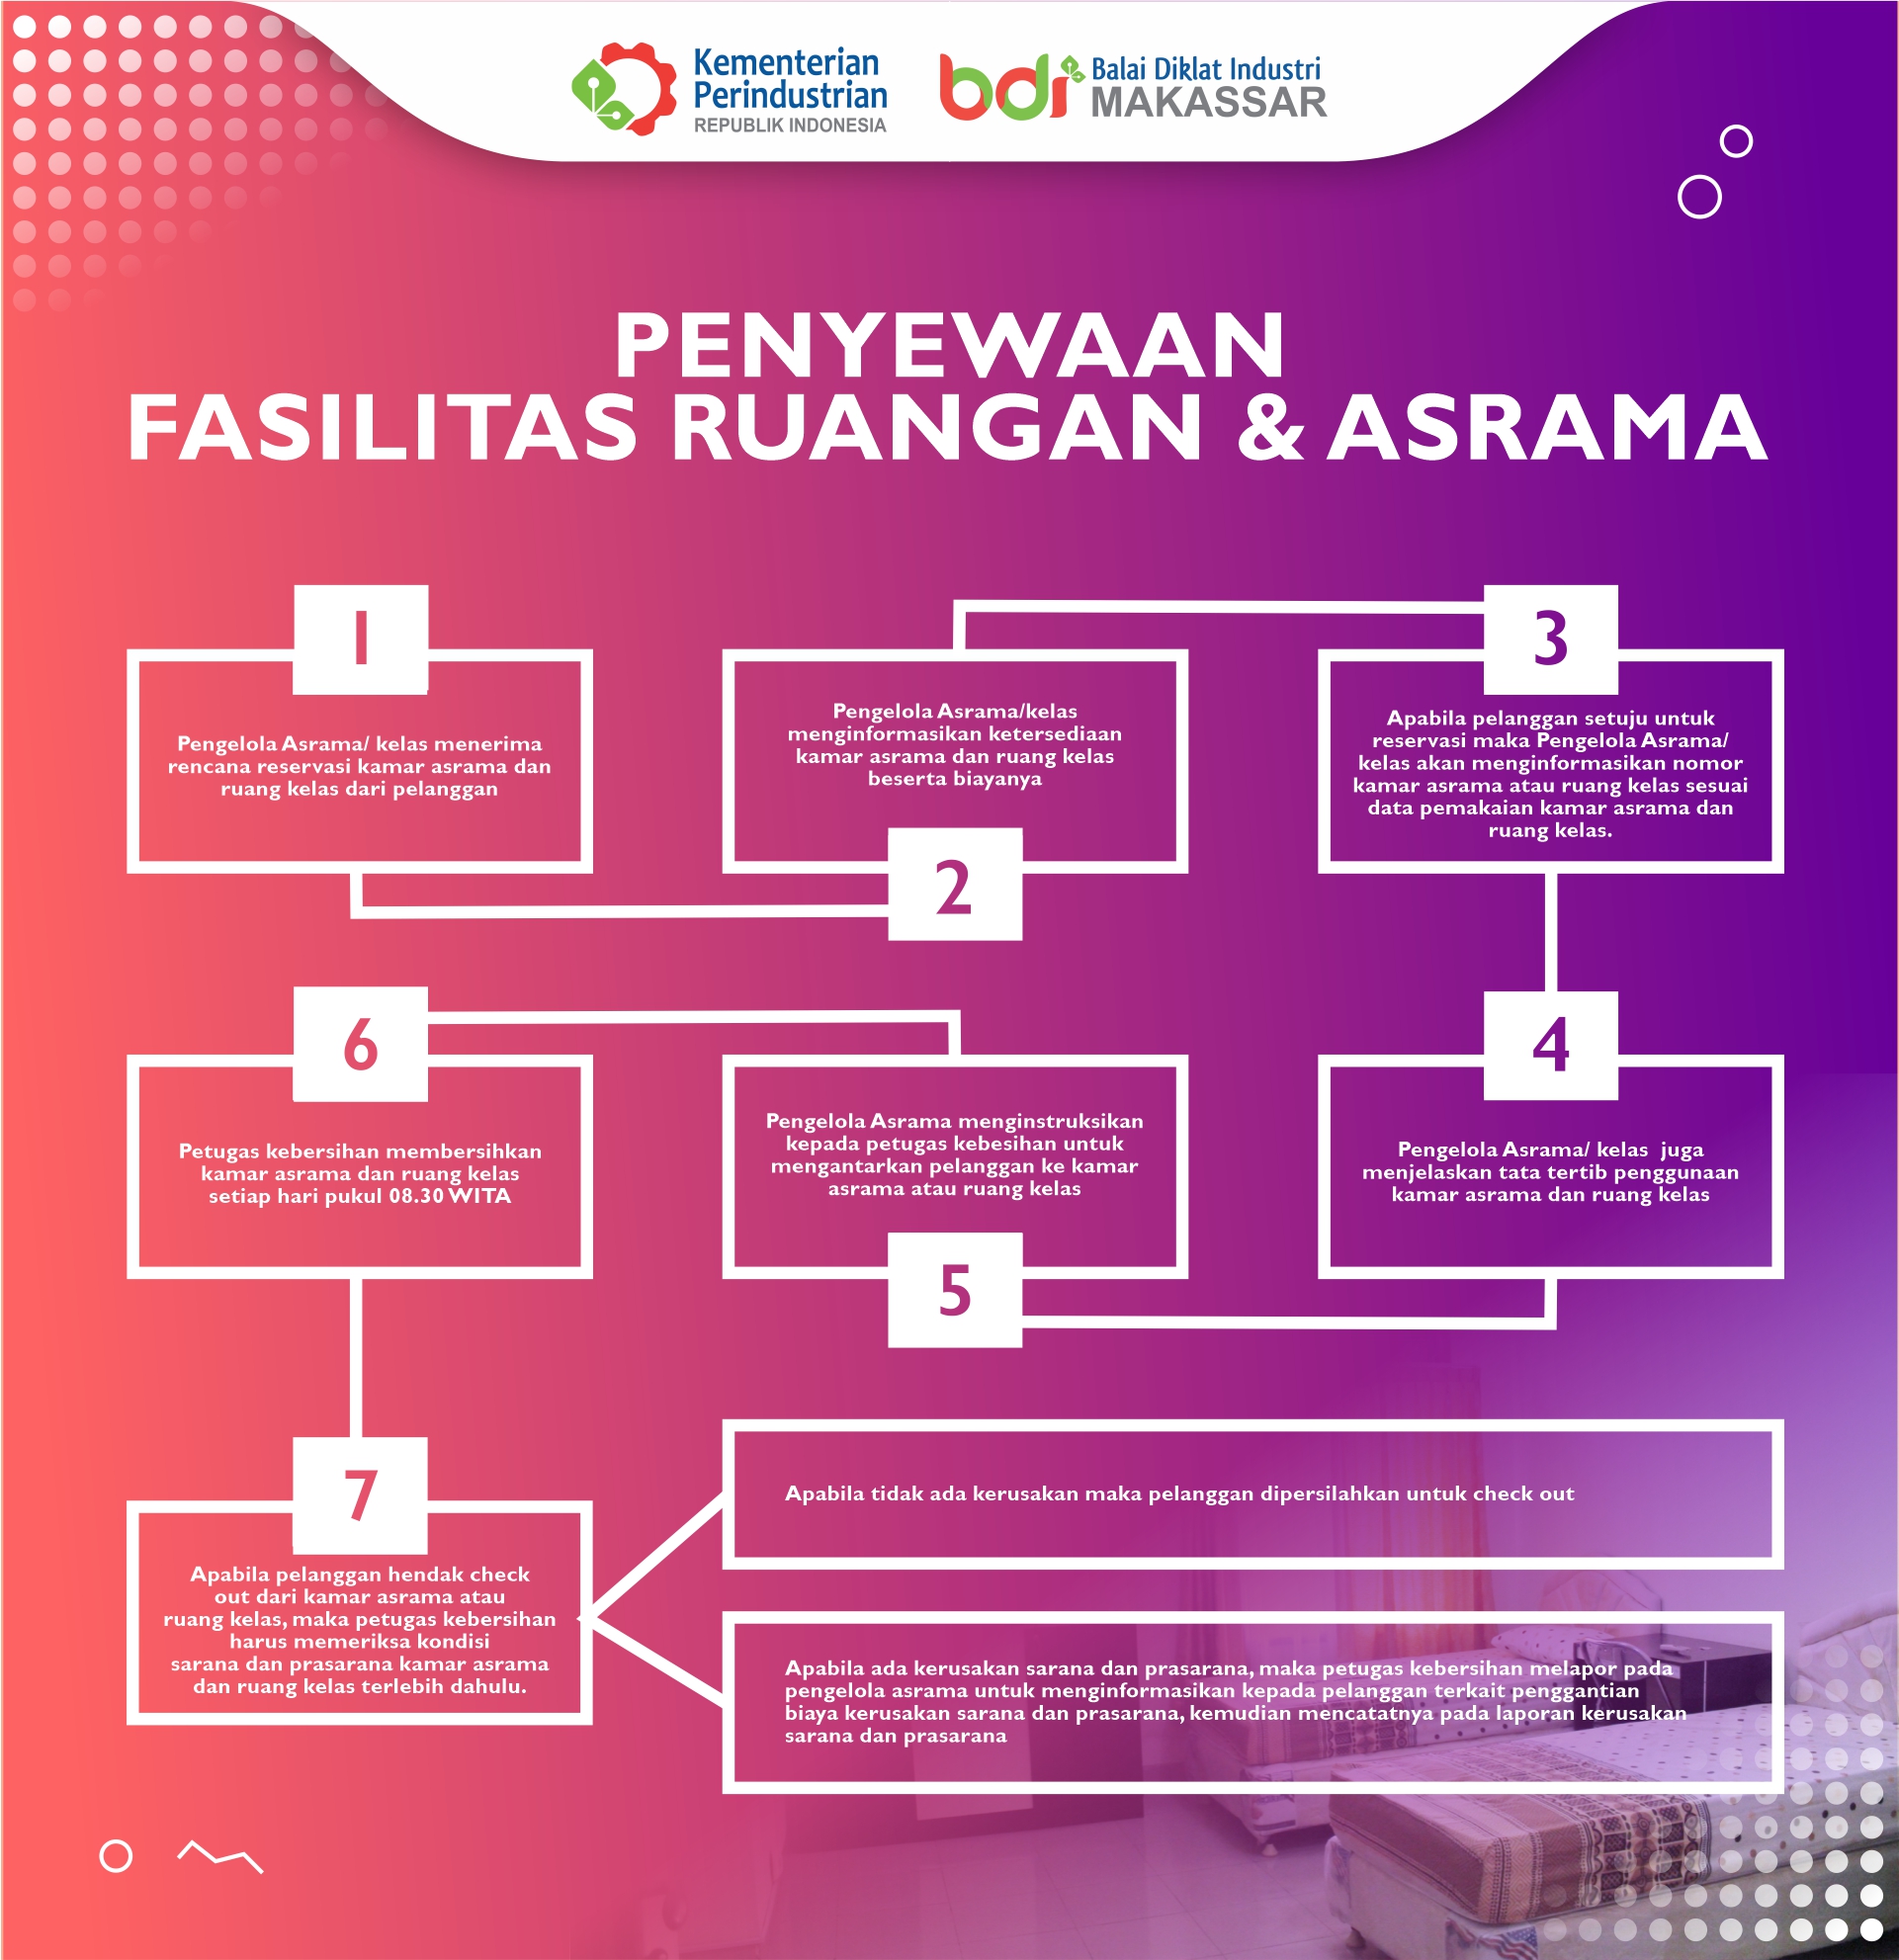 Kementerian
Perindustrian
REPUBLIK INDONESIA
bdi
Balai Diklat Industri
MAKASSAR
PENYEWAAN
FASILITAS RUANGAN & ASRAMA
1
Pengelola Asrama/ kelas menerima
rencana reservasi kamar asrama dan
ruang kelas dari pelanggan
Pengelola Asrama/kelas
menginformasikan ketersediaan
kamar asrama dan ruang kelas
beserta biayanya
2
3
Apabila pelanggan setuju untuk
reservasi maka Pengelola Asrama/
kelas akan menginformasikan nomor
kamar asrama atau ruang kelas sesuai
data pemakaian kamar asrama dan
ruang kelas.
4
Pengelola Asrama/ kelas  juga
menjelaskan tata tertib penggunaan
kamar asrama dan ruang kelas
Pengelola Asrama menginstruksikan
kepada petugas kebesihan untuk
mengantarkan pelanggan ke kamar
asrama atau ruang kelas
5
6
Petugas kebersihan membersihkan
kamar asrama dan ruang kelas
setiap hari pukul 08.30 WITA
7
Apabila pelanggan hendak check
out dari kamar asrama atau
ruang kelas, maka petugas kebersihan
harus memeriksa kondisi
sarana dan prasarana kamar asrama
dan ruang kelas terlebih dahulu.
Apabila tidak ada kerusakan maka pelanggan dipersilahkan untuk check out
Apabila ada kerusakan sarana dan prasarana, maka petugas kebersihan melapor pada
pengelola asrama untuk menginformasikan kepada pelanggan terkait penggantian
biaya kerusakan sarana dan prasarana, kemudian mencatatnya pada laporan kerusakan
sarana dan prasarana